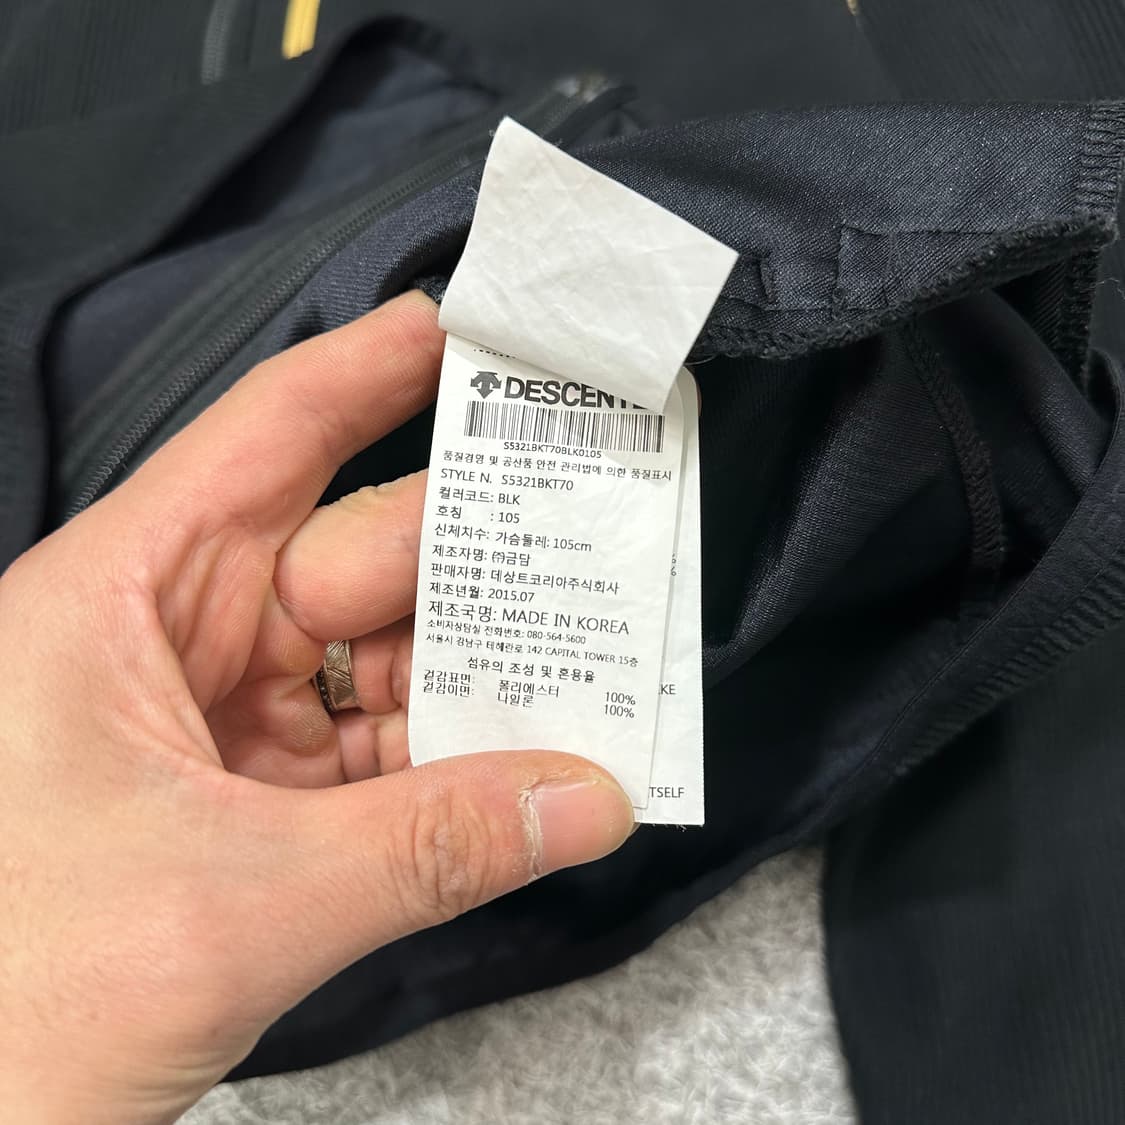 DESCENTE
S5321BKT70BLK0105
품질경영 및 공산품 안전 관리법에 의한 품질표시
STYLE N. S5321BKT70
컬러코드: BLK
호칭 : 105
신체치수: 가슴둘레: 105cm
제조자명: ㈜금담
판매자명: 데상트코리아주식회사
제조년월: 2015.07
제조국명: MADE IN KOREA
소비자상담실 전화번호: 080-564-5600
서울시 강남구 테헤란로 142 CAPITAL TOWER 15층
섬유의 조성 및 혼용율
겉감표면: 폴리에스터 100%
겉감이면: 나일론 100%
%
%
KE
TSELF